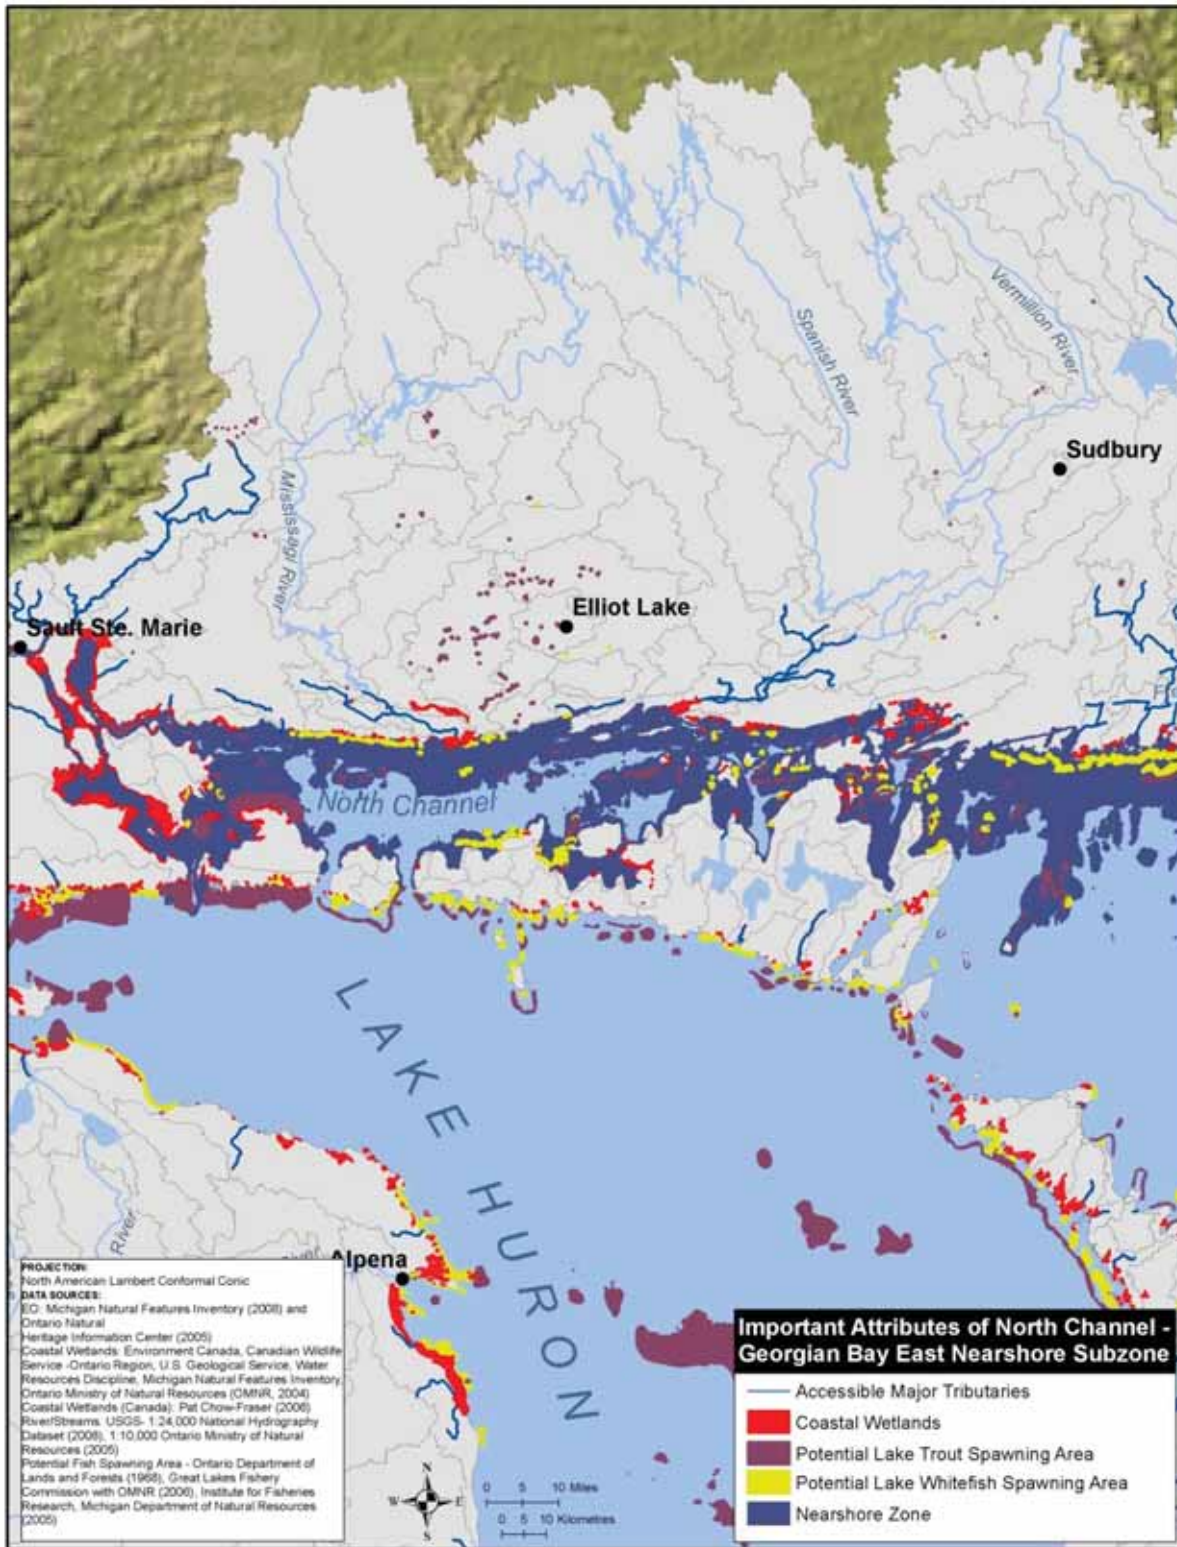 Vermillion River
Spanish River
Sudbury
Mississagi River
Elliot Lake
Sault Ste. Marie
North Channel
LAKE HURON
River
Alpena
PROJECTION:
North American Lambert Conformal Conic
DATA SOURCES:
EO: Michigan Natural Features Inventory (2008) and
Ontario Natural
Heritage Information Center (2005)
Coastal Wetlands: Environment Canada, Canadian Wildlife
Service -Ontario Region, U.S. Geological Service, Water
Resources Discipline, Michigan Natural Features Inventory,
Ontario Ministry of Natural Resources (OMNR, 2004)
Coastal Wetlands (Canada): Pat Chow-Fraser (2006)
River/Streams: USGS- 1:24,000 National Hydrography
Dataset (2008), 1:10,000 Ontario Ministry of Natural
Resources (2005)
Potential Fish Spawning Area - Ontario Department of
Lands and Forests (1968), Great Lakes Fishery
Commission with OMNR (2006), Institute for Fisheries
Research, Michigan Department of Natural Resources
(2005)
N
W E
S
0 5 10 Miles
0 5 10 Kilometres
Important Attributes of North Channel -
Georgian Bay East Nearshore Subzone
Accessible Major Tributaries
Coastal Wetlands
Potential Lake Trout Spawning Area
Potential Lake Whitefish Spawning Area
Nearshore Zone